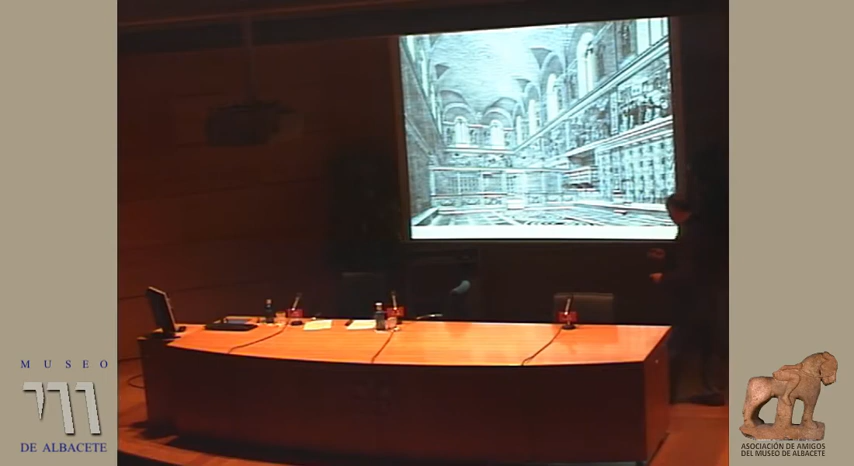 MUSEO
DE ALBACETE
ASOCIACIÓN DE AMIGOS
DEL MUSEO DE ALBACETE